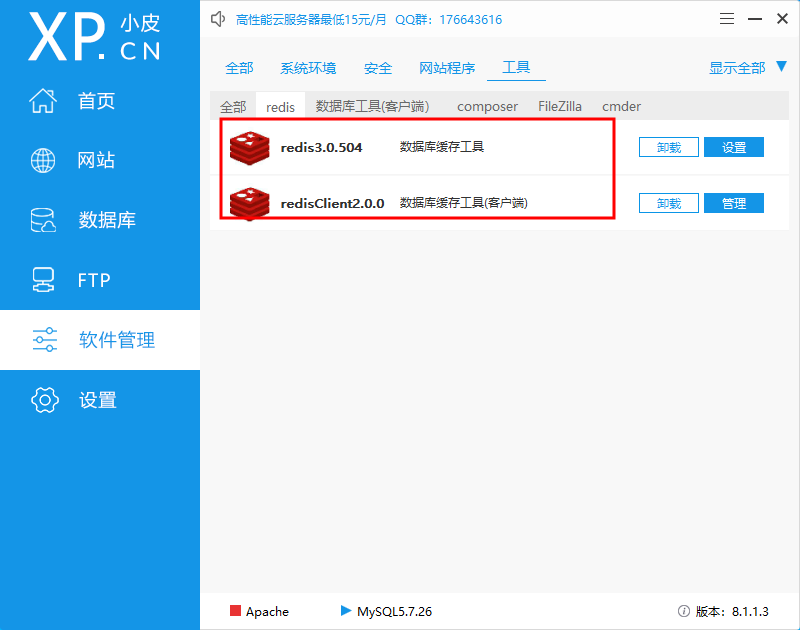 XP.CN 小皮
高性能云服务器最低15元/月 QQ群：176643616
首页
网站
数据库
FTP
软件管理
设置
全部 系统环境 安全 网站程序 工具 显示全部
全部 redis 数据库工具(客户端) composer FileZilla cmder
redis3.0.504 数据库缓存工具 卸载 设置
redisClient2.0.0 数据库缓存工具(客户端) 卸载 管理
Apache MySQL5.7.26 版本：8.1.1.3